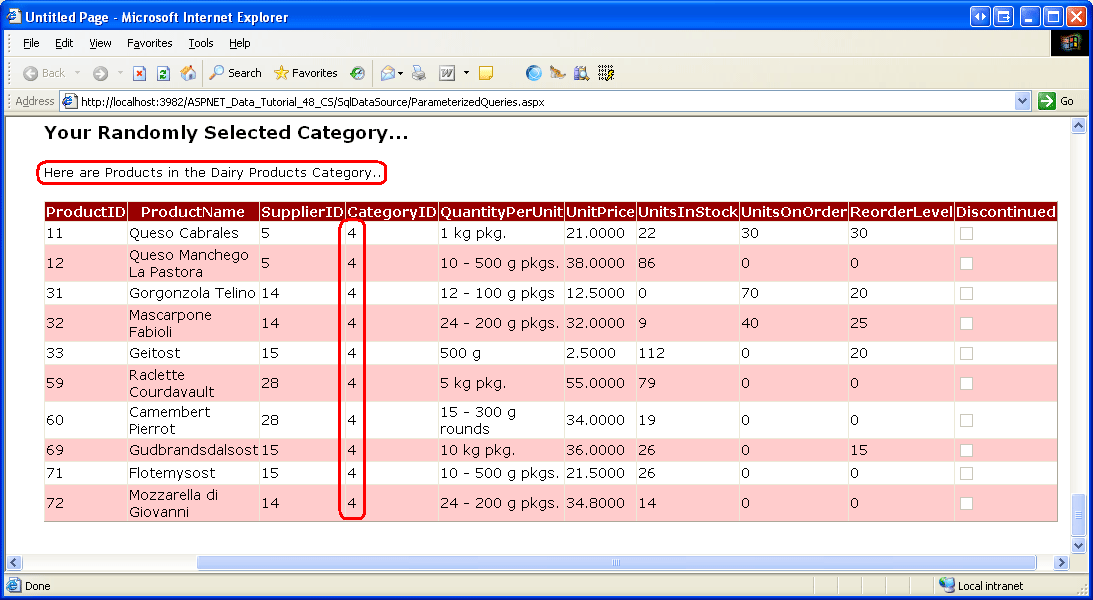 Untitled Page - Microsoft Internet Explorer
File Edit View Favorites Tools Help
Back Search Favorites W
Address http://localhost:3982/ASPNET_Data_Tutorial_48_CS/SqlDataSource/ParameterizedQueries.aspx Go
Your Randomly Selected Category...
Here are Products in the Dairy Products Category..
ProductID ProductName SupplierID CategoryID QuantityPerUnit UnitPrice UnitsInStock UnitsOnOrder ReorderLevel Discontinued
11 Queso Cabrales 5 4 1 kg pkg. 21.0000 22 30 30
12 Queso Manchego La Pastora 5 4 10 - 500 g pkgs. 38.0000 86 0 0
31 Gorgonzola Telino 14 4 12 - 100 g pkgs 12.5000 0 70 20
32 Mascarpone Fabioli 14 4 24 - 200 g pkgs. 32.0000 9 40 25
33 Geitost 15 4 500 g 2.5000 112 0 20
59 Raclette Courdavault 28 4 5 kg pkg. 55.0000 79 0 0
60 Camembert Pierrot 28 4 15 - 300 g rounds 34.0000 19 0 0
69 Gudbrandsdalsost 15 4 10 kg pkg. 36.0000 26 0 15
71 Flotemysost 15 4 10 - 500 g pkgs. 21.5000 26 0 0
72 Mozzarella di Giovanni 14 4 24 - 200 g pkgs. 34.8000 14 0 0
Done Local intranet